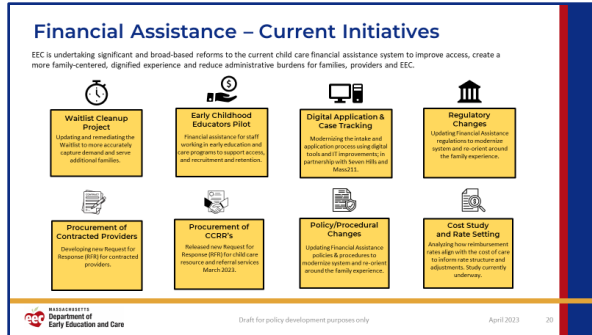 Financial Assistance – Current Initiatives
EEC is undertaking significant and broad-based reforms to the current child care financial assistance system to improve access, create a
more family-centered, dignified experience and reduce administrative burdens for families, providers and EEC.
Waitlist Cleanup
Project
Updating and remediating the
Waitlist to more accurately
capture demand and serve
additional families.
Early Childhood
Educators Pilot
Financial assistance for staff
working in early education and
care programs to support access,
and recruitment and retention.
Digital Application &
Case Tracking
Modernizing the intake and
application process using digital
tools and IT improvements; in
partnership with Seven Hills and
Mass211.
Regulatory
Changes
Updating Financial Assistance
regulations to modernize
system and re-orient around
the family experience.
Procurement of
Contracted Providers
Developing new Request for
Response (RFR) for contracted
providers.
Procurement of
CCRR's
Released new Request for
Response (RFR) for child care
resource and referral services
March 2023.
Policy/Procedural
Changes
Updating Financial Assistance
policies & procedures to
modernize system and re-orient
around the family experience.
Cost Study
and Rate Setting
Analyzing how reimbursement
rates align with the cost of care
to inform rate structure and
adjustments. Study currently
underway.
eec
MASSACHUSETTS
Department of
Early Education and Care
Draft for policy development purposes only
April 2023
20